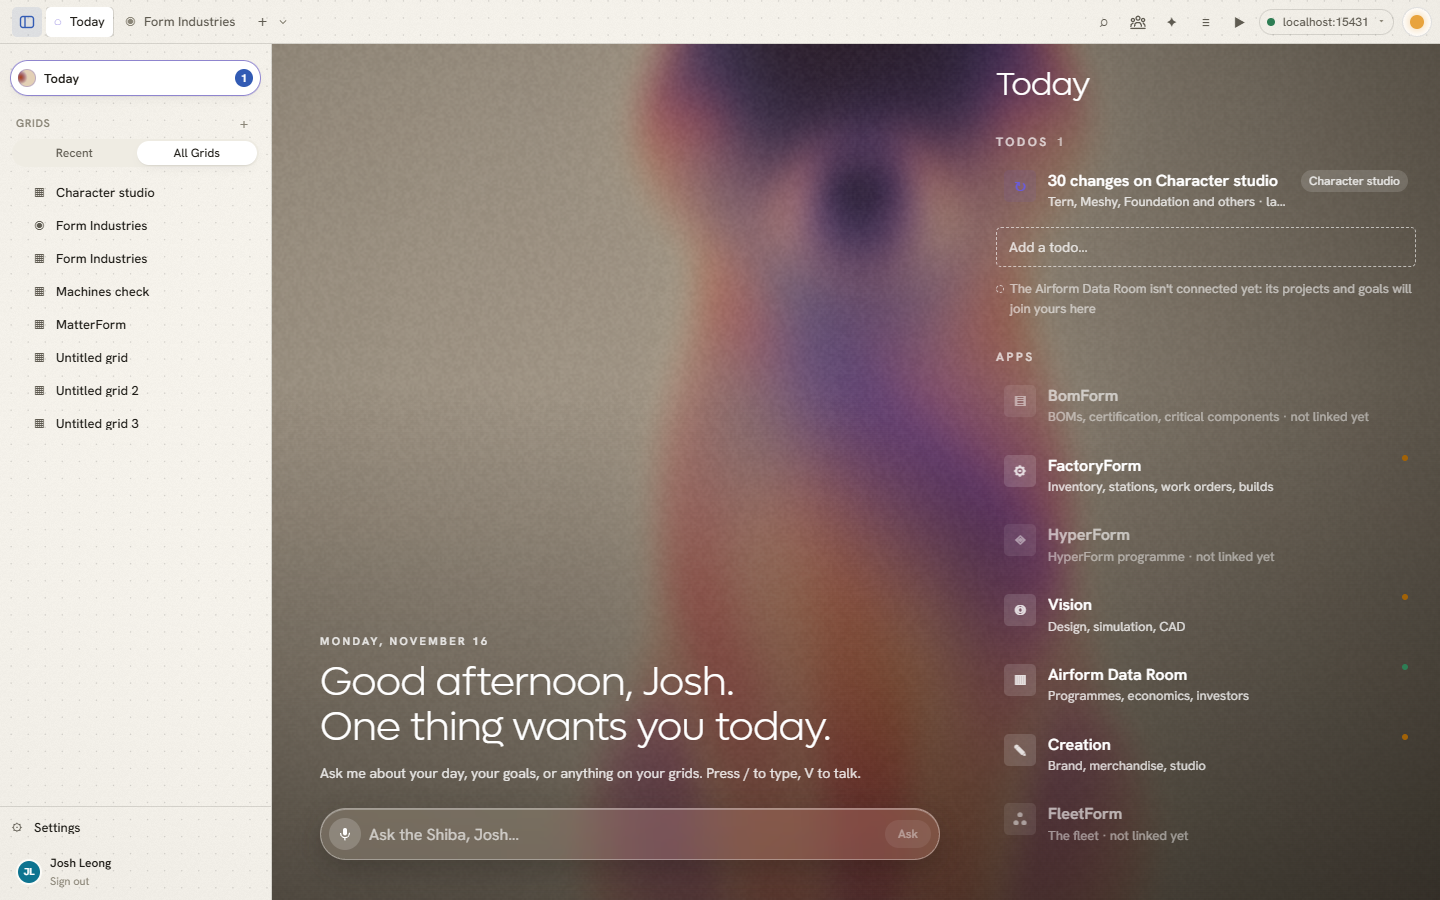 Today
Form Industries
localhost:15431
Today
1
GRIDS
Recent
All Grids
Character studio
Form Industries
Form Industries
Machines check
MatterForm
Untitled grid
Untitled grid 2
Untitled grid 3
Settings
JL
Josh Leong
Sign out
MONDAY, NOVEMBER 16
Good afternoon, Josh.
One thing wants you today.
Ask me about your day, your goals, or anything on your grids. Press / to type, V to talk.
Ask the Shiba, Josh...
Ask
Today
TODOS 1
30 changes on Character studio
Character studio
Tern, Meshy, Foundation and others · la...
Add a todo...
The Airform Data Room isn't connected yet: its projects and goals will
join yours here
APPS
BomForm
BOMs, certification, critical components · not linked yet
FactoryForm
Inventory, stations, work orders, builds
HyperForm
HyperForm programme · not linked yet
Vision
Design, simulation, CAD
Airform Data Room
Programmes, economics, investors
Creation
Brand, merchandise, studio
FleetForm
The fleet · not linked yet